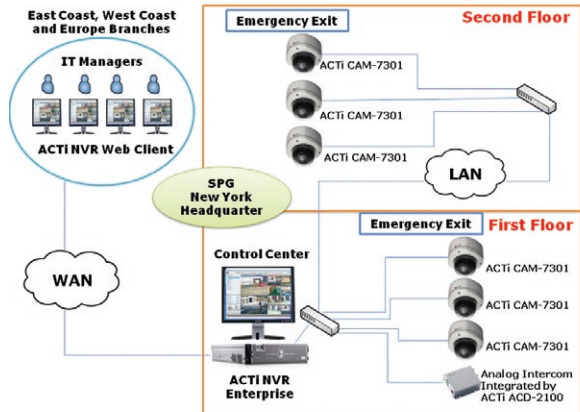 East Coast, West Coast
and Europe Branches
IT Managers
ACTi NVR Web Client
WAN
SPG
New York
Headquarter
Second Floor
Emergency Exit
ACTi CAM-7301
ACTi CAM-7301
ACTi CAM-7301
LAN
First Floor
Emergency Exit
Control Center
ACTi NVR
Enterprise
ACTi CAM-7301
ACTi CAM-7301
ACTi CAM-7301
Analog Intercom
Integrated by
ACTi ACD-2100